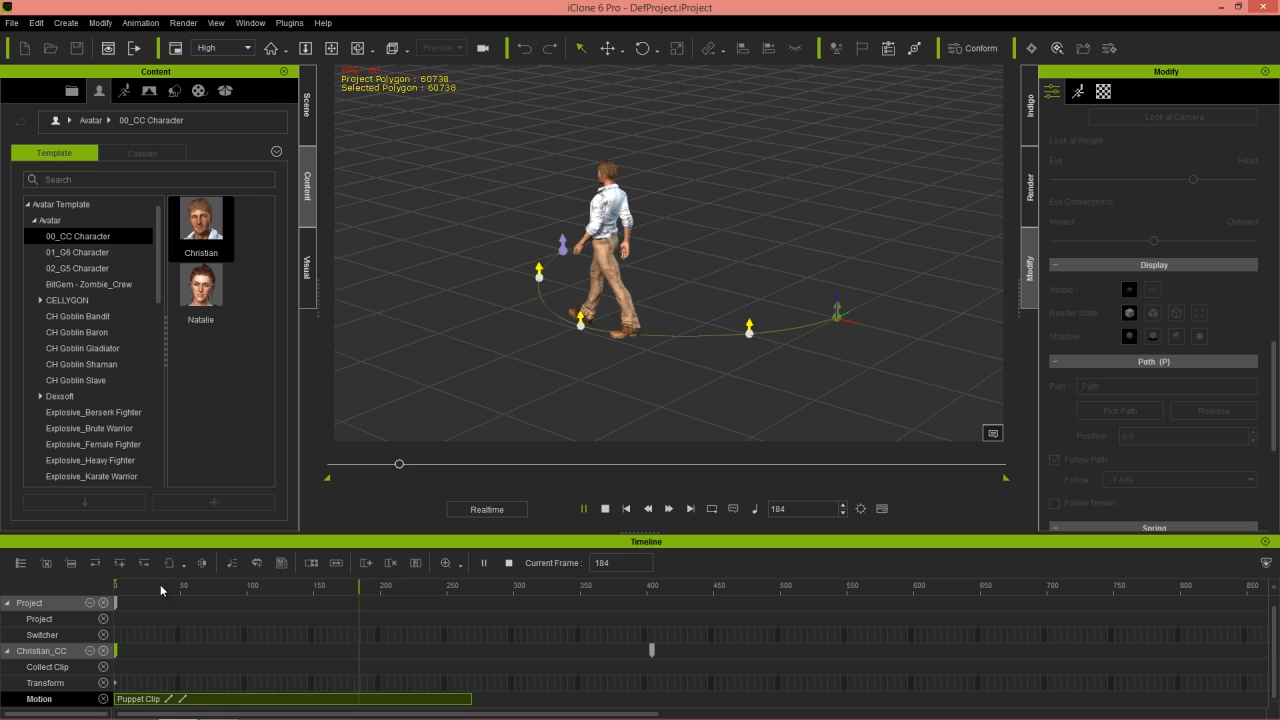 iClone 6 Pro - DefProject.iProject
File Edit Create Modify Animation Render View Window Plugins Help
High
Preview
Conform
Content
Avatar 00_CC Character
Template
Custom
Search
Avatar Template
Avatar
00_CC Character
01_G6 Character
02_G5 Character
BitGem - Zombie_Crew
CELLYGON
CH Goblin Bandit
CH Goblin Baron
CH Goblin Gladiator
CH Goblin Shaman
CH Goblin Slave
Dexsoft
Explosive_Berserk Fighter
Explosive_Brute Warrior
Explosive_Female Fighter
Explosive_Heavy Fighter
Explosive_Karate Warrior
Christian
Natalie
Scene
Content
Visual
Project Polygon : 60738
Selected Polygon : 60738
Realtime
184
Indigo
Render
Modify
Modify
Look at Camera
Look at Weight
Eye Head
Eye Convergence
Inward Outward
Display
Visible :
Render State :
Shadow :
Path (P)
Path : Path
Pick Path Release
Position : 0.0
Follow Path
Follow : -Y Axis
Follow Terrain
Spring
Timeline
Current Frame : 184
0 50 100 150 200 250 300 350 400 450 500 550 600 650 700 750 800 850
Project
Project
Switcher
Christian_CC
Collect Clip
Transform
Motion
Puppet Clip